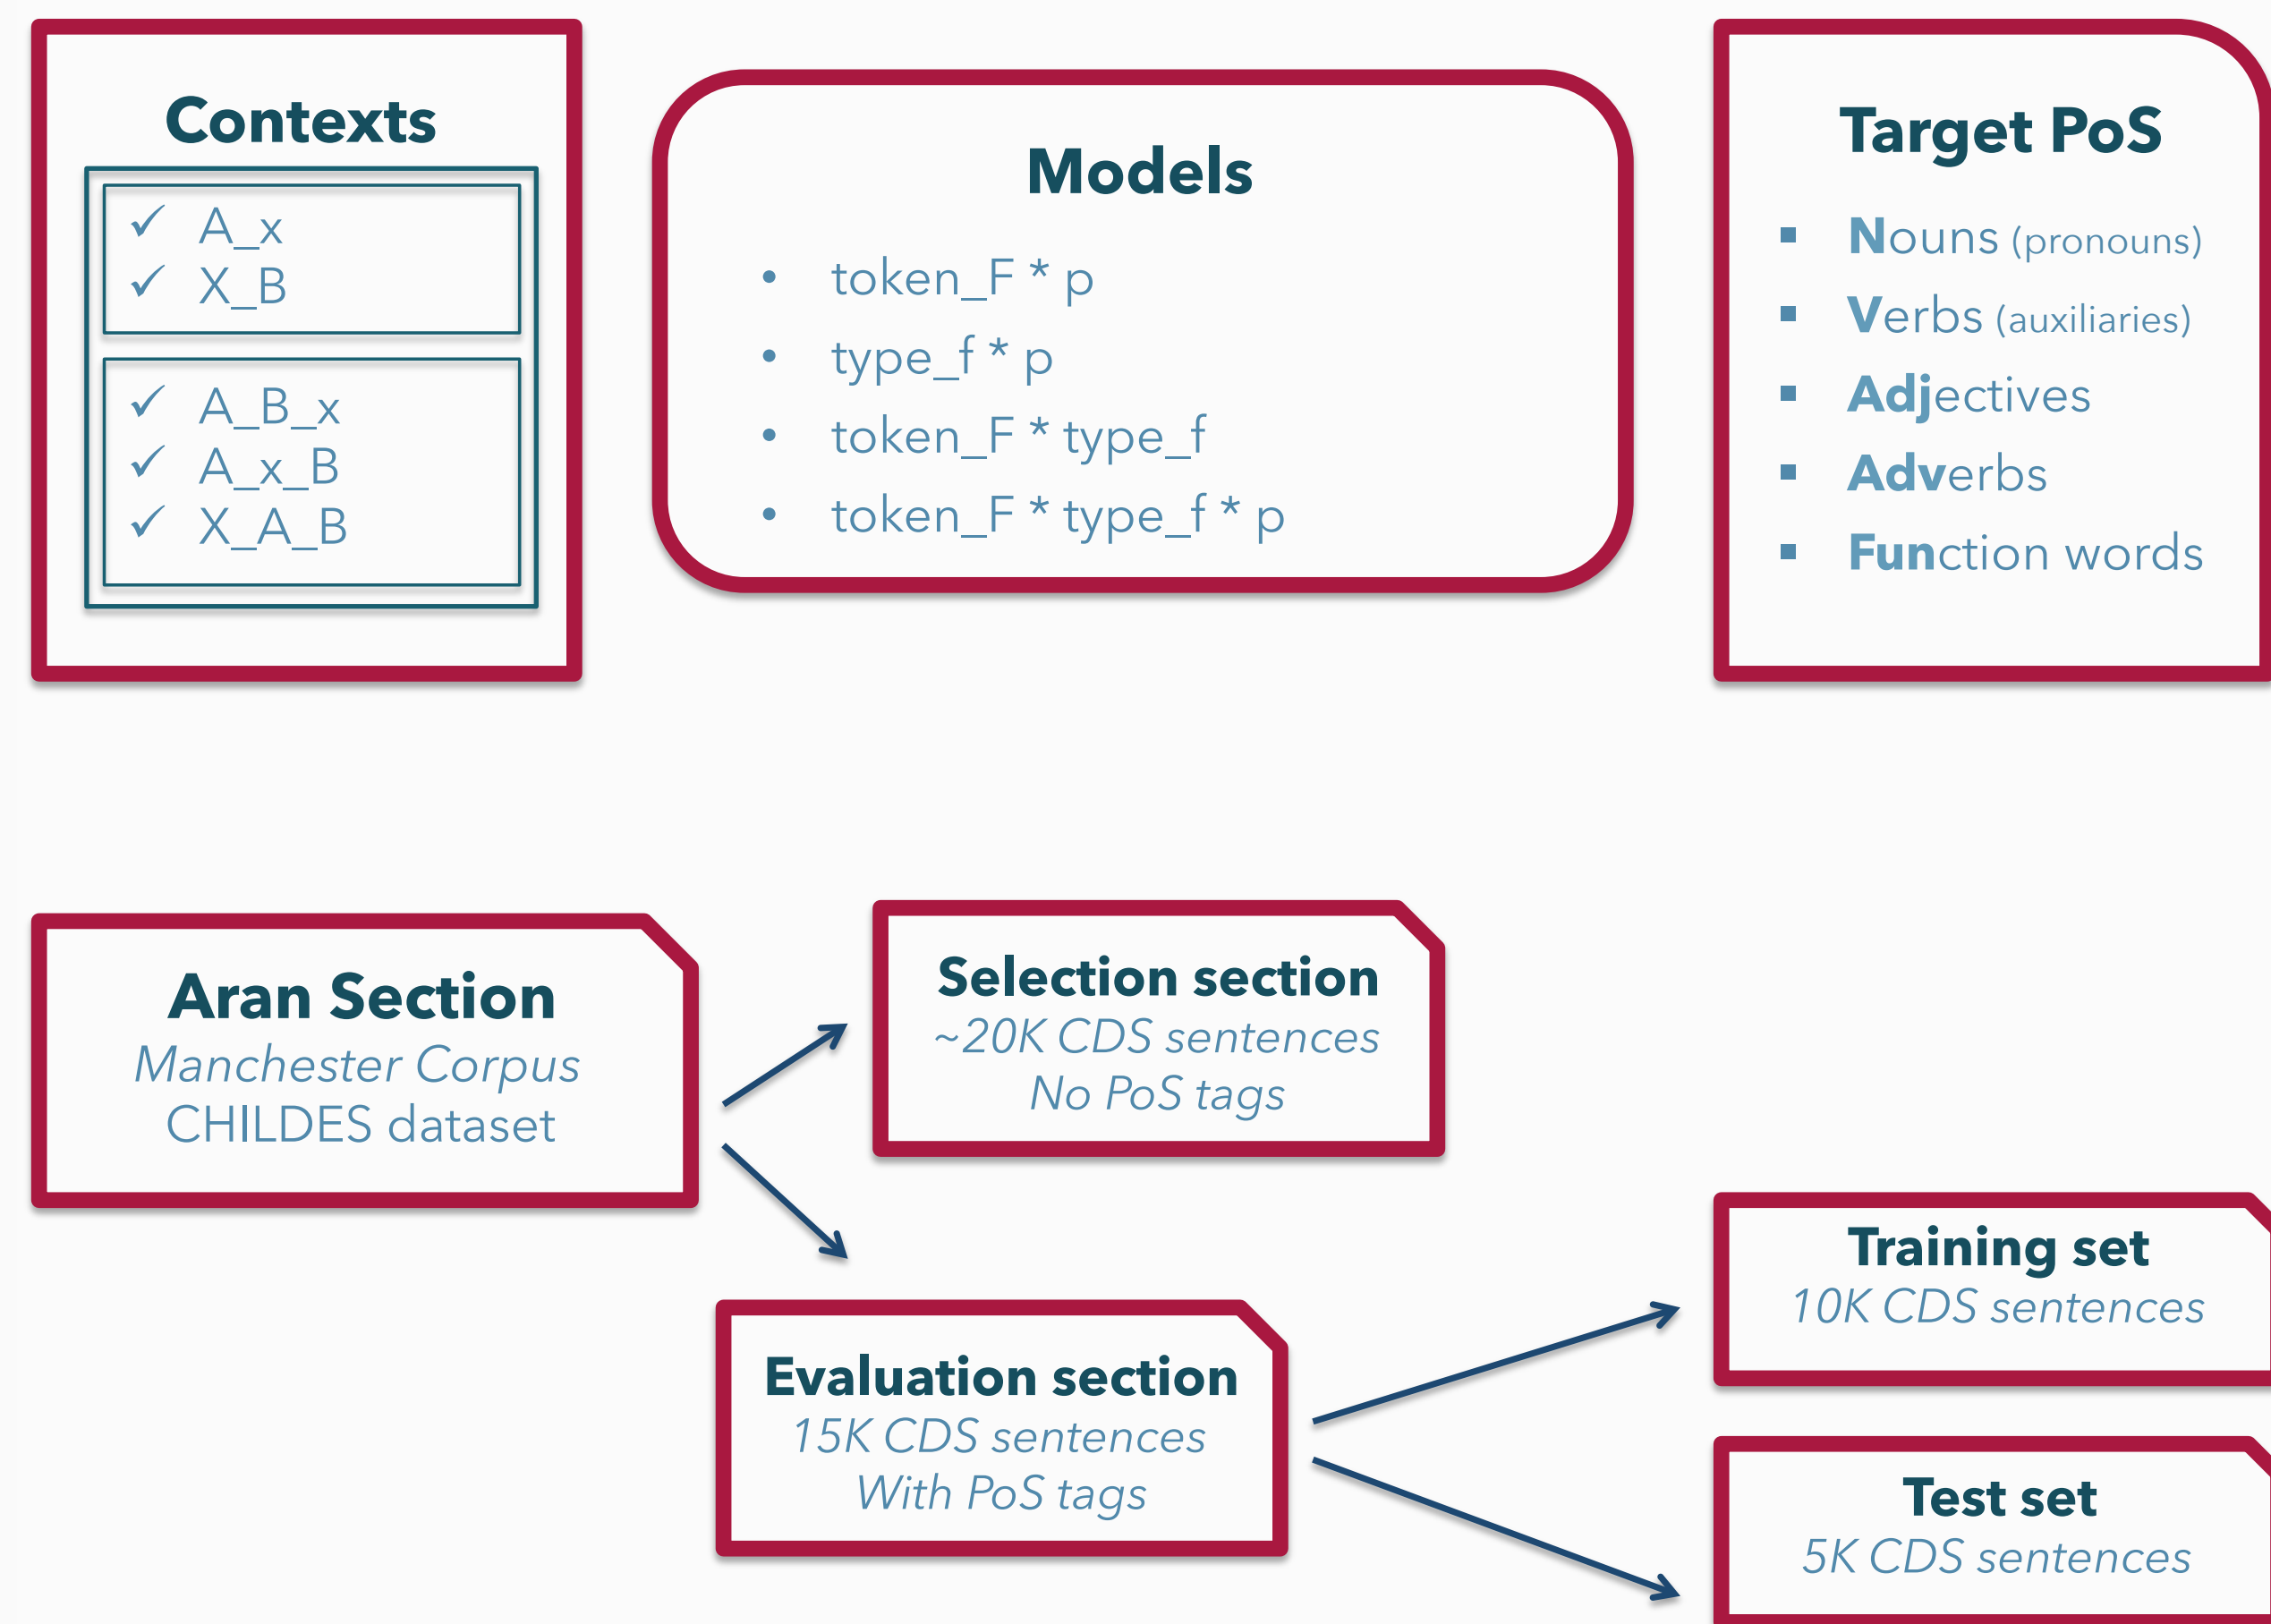 Contexts
✓ A_x
✓ X_B
✓ A_B_x
✓ A_x_B
✓ X_A_B
Models
• token_F * p
• type_f * p
• token_F * type_f
• token_F * type_f * p
Target PoS
▪ Nouns (pronouns)
▪ Verbs (auxiliaries)
▪ Adjectives
▪ Adverbs
▪ Function words
Aran Section
Manchester Corpus
CHILDES dataset
Selection section
~20K CDS sentences
No PoS tags
Evaluation section
15K CDS sentences
With PoS tags
Training set
10K CDS sentences
Test set
5K CDS sentences